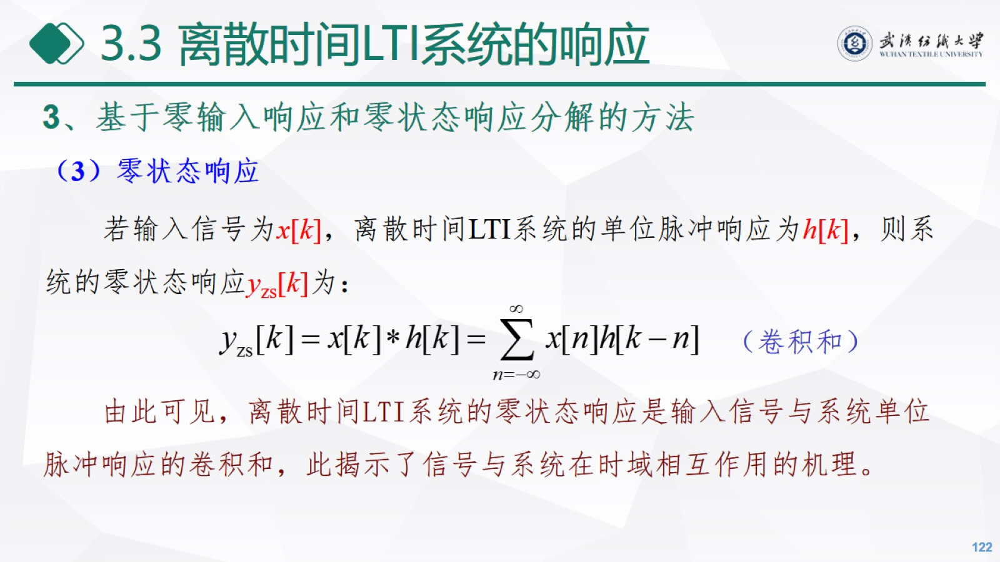 3.3 离散时间LTI系统的响应
武汉纺织大学
WUHAN TEXTILE UNIVERSITY
3、基于零输入响应和零状态响应分解的方法
（3）零状态响应
若输入信号为x[k]，离散时间LTI系统的单位脉冲响应为h[k]，则系
统的零状态响应y_zs[k]为：
y_zs[k] = x[k] * h[k] = ∑_{n=-∞}^{∞} x[n]h[k − n] （卷积和）
由此可见，离散时间LTI系统的零状态响应是输入信号与系统单位
脉冲响应的卷积和，此揭示了信号与系统在时域相互作用的机理。
122